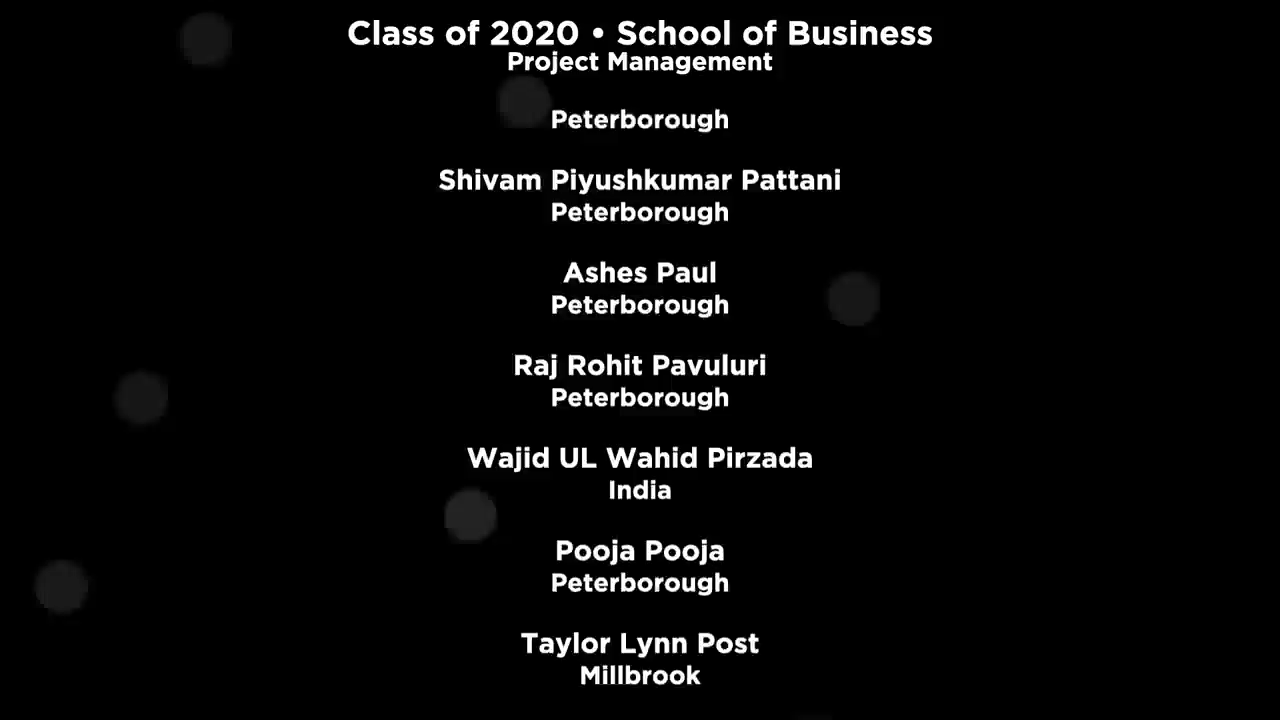 Class of 2020 • School of Business
Project Management
Peterborough
Shivam Piyushkumar Pattani
Peterborough
Ashes Paul
Peterborough
Raj Rohit Pavuluri
Peterborough
Wajid UL Wahid Pirzada
India
Pooja Pooja
Peterborough
Taylor Lynn Post
Millbrook